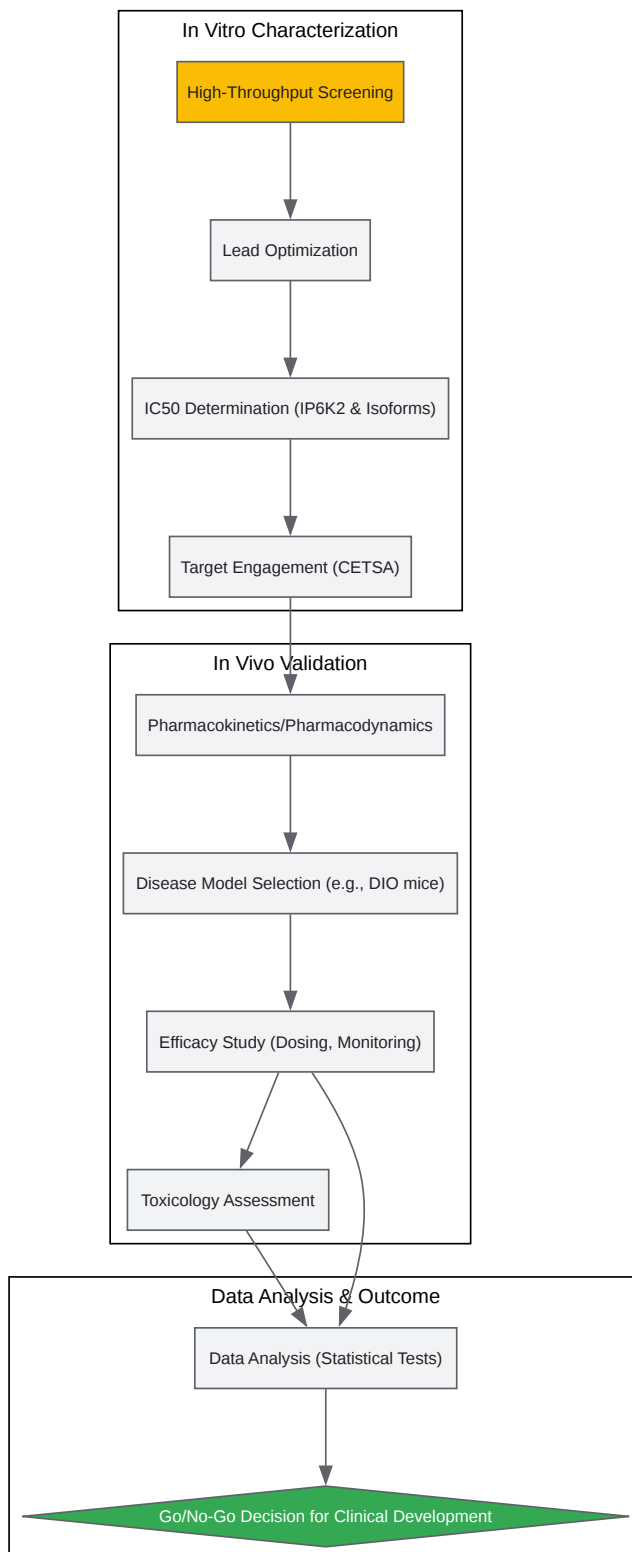 In Vitro Characterization
High-Throughput Screening
Lead Optimization
IC50 Determination (IP6K2 & Isoforms)
Target Engagement (CETSA)
In Vivo Validation
Pharmacokinetics/Pharmacodynamics
Disease Model Selection (e.g., DIO mice)
Efficacy Study (Dosing, Monitoring)
Toxicology Assessment
Data Analysis & Outcome
Data Analysis (Statistical Tests)
Go/No-Go Decision for Clinical Development